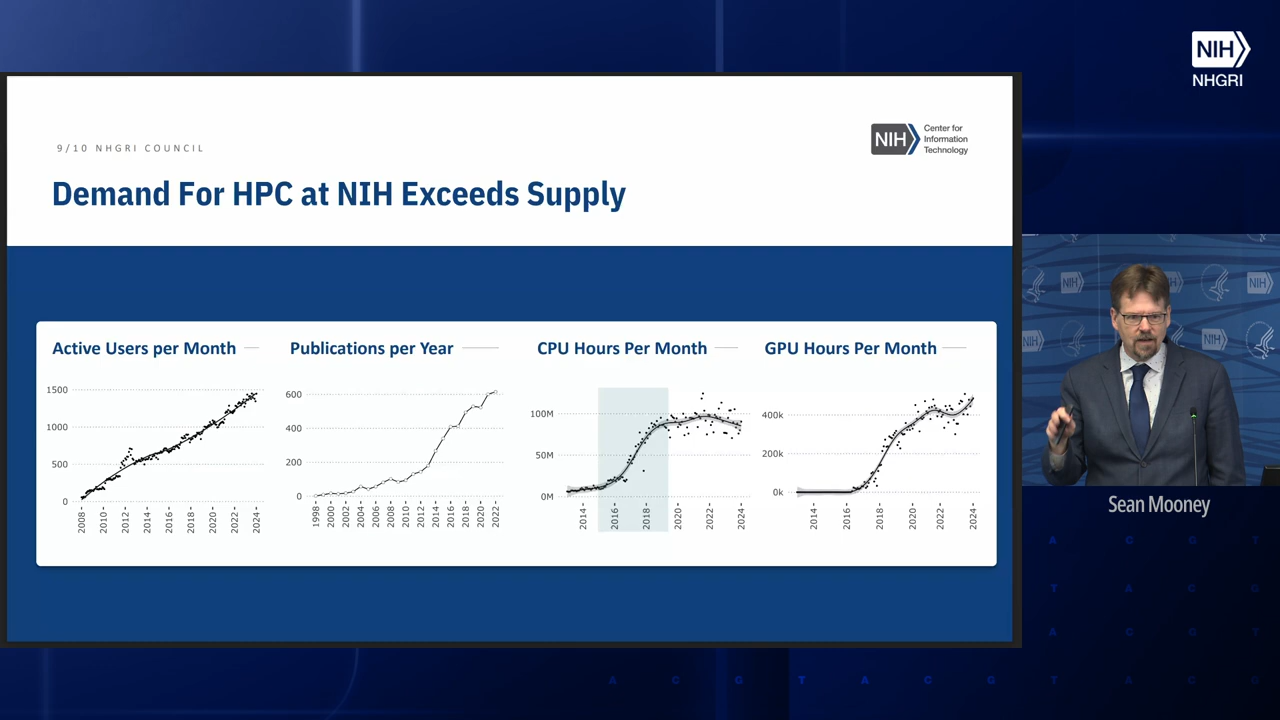 NIH
NHGRI
9/10 NHGRI COUNCIL
NIH
Center for
Information
Technology
Demand For HPC at NIH Exceeds Supply
Active Users per Month
1500
1000
500
0
2008
2010
2012
2014
2016
2018
2020
2022
2024
Publications per Year
600
400
200
0
1998
2000
2002
2004
2006
2008
2010
2012
2014
2016
2018
2020
2022
CPU Hours Per Month
100M
50M
0M
2014
2016
2018
2020
2022
2024
GPU Hours Per Month
400k
200k
0k
2014
2016
2018
2020
2022
2024
NIH
NIH
NIH
NIH
Sean Mooney
A C G T
T A C G
A C G T
A C G T A C G T A C G